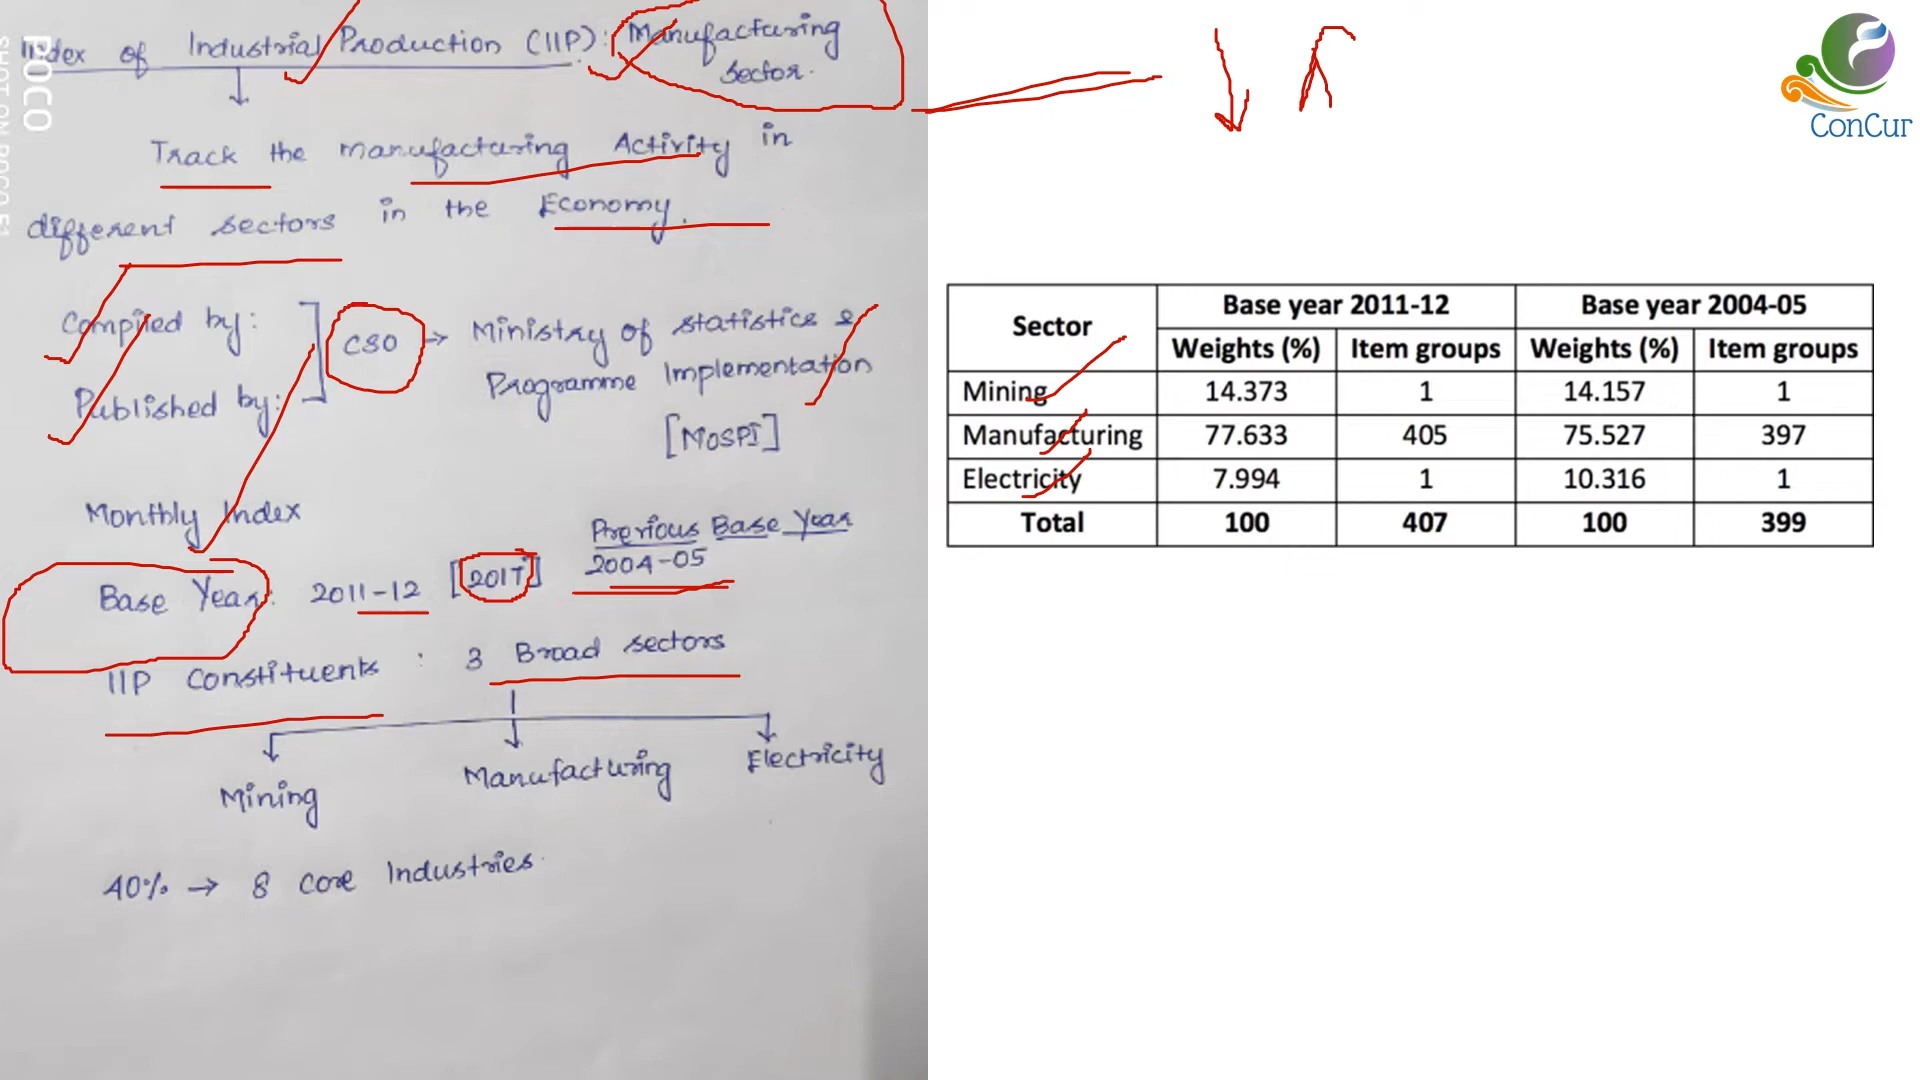 Index of Industrial Production (IIP): Manufacturing
sector.
Track the manufacturing Activity in
different sectors in the Economy.
Compiled by:
Published by:
CSO → Ministry of statistics &
Programme Implementation
[MOSPI]
Monthly Index
Base Year: 2011-12 [2017] Previous Base Year
2004-05
IIP Constituents : 3 Broad sectors
Mining Manufacturing Electricity
40% → 8 Core Industries
POCO
ConCur
Sector Base year 2011-12 Base year 2004-05
Weights (%) Item groups Weights (%) Item groups
Mining 14.373 1 14.157 1
Manufacturing 77.633 405 75.527 397
Electricity 7.994 1 10.316 1
Total 100 407 100 399